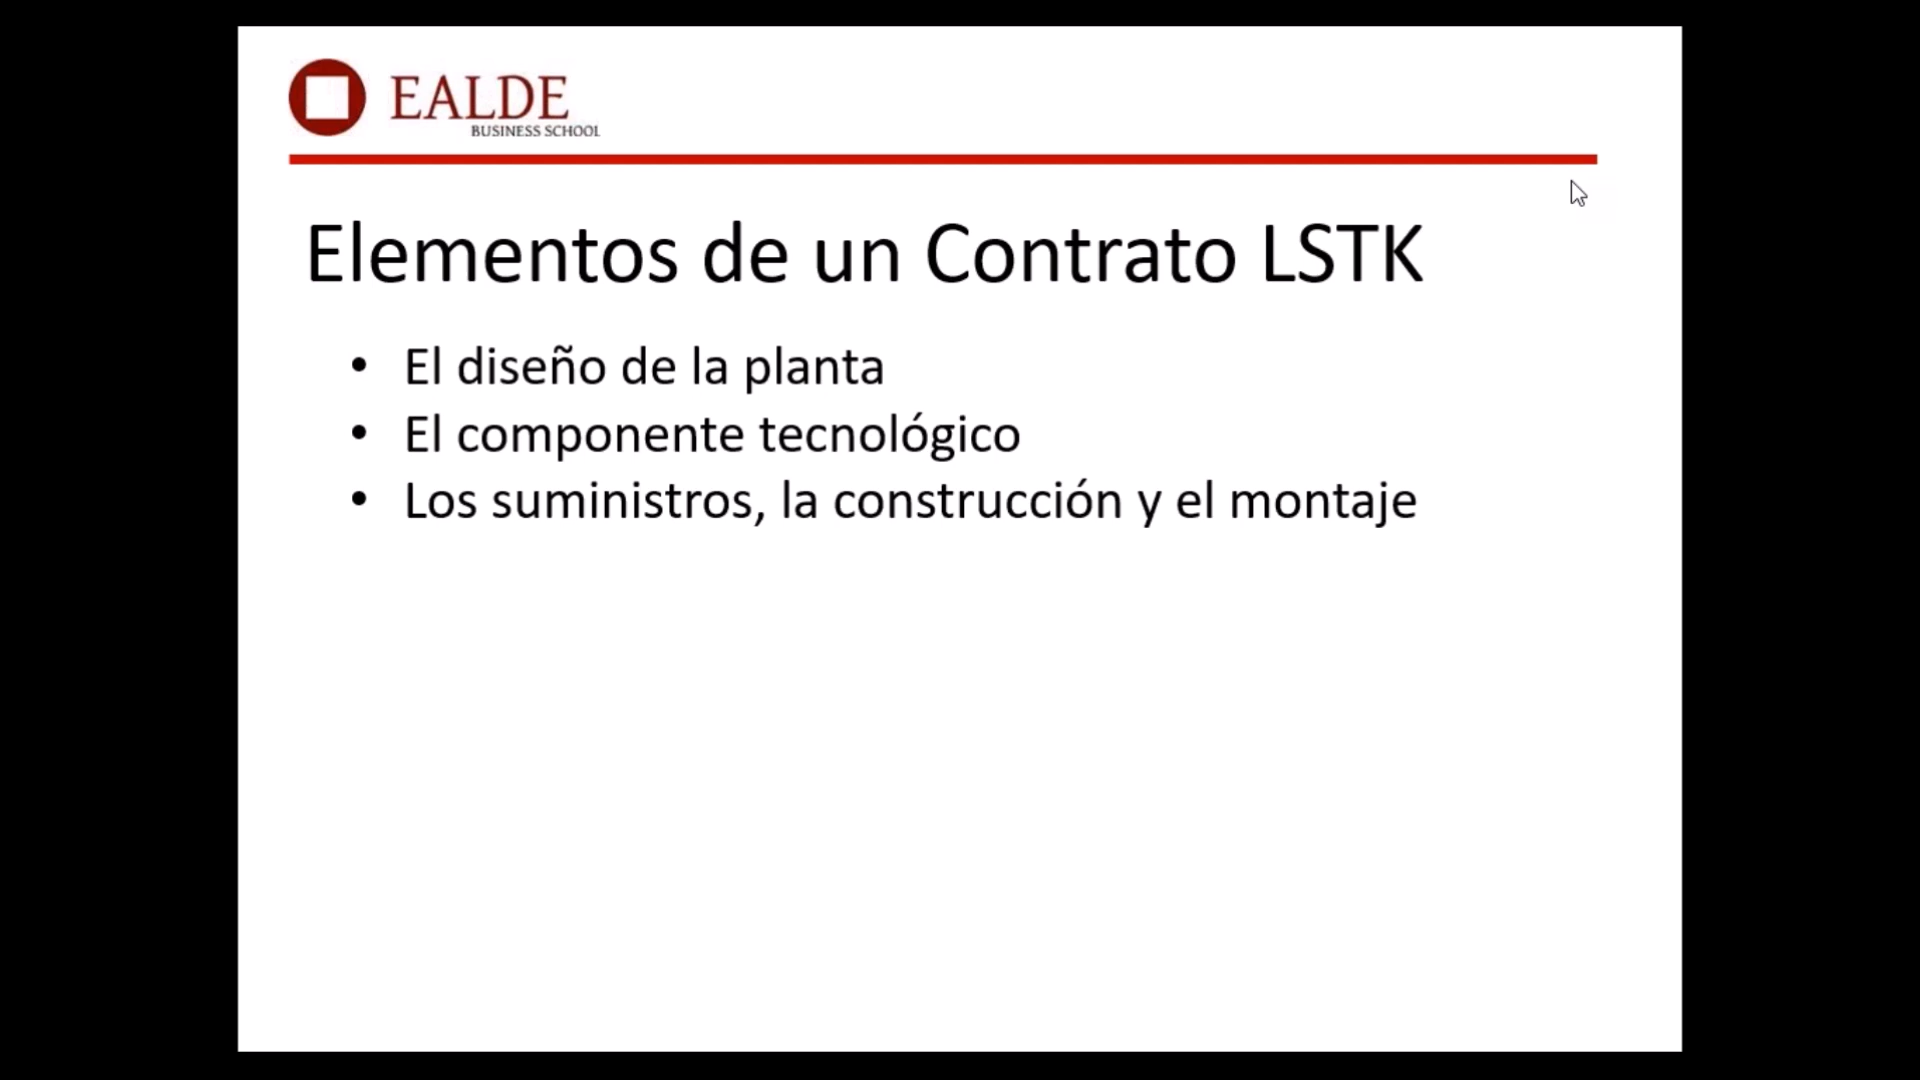 EALDE
BUSINESS SCHOOL
Elementos de un Contrato LSTK
• El diseño de la planta
• El componente tecnológico
• Los suministros, la construcción y el montaje